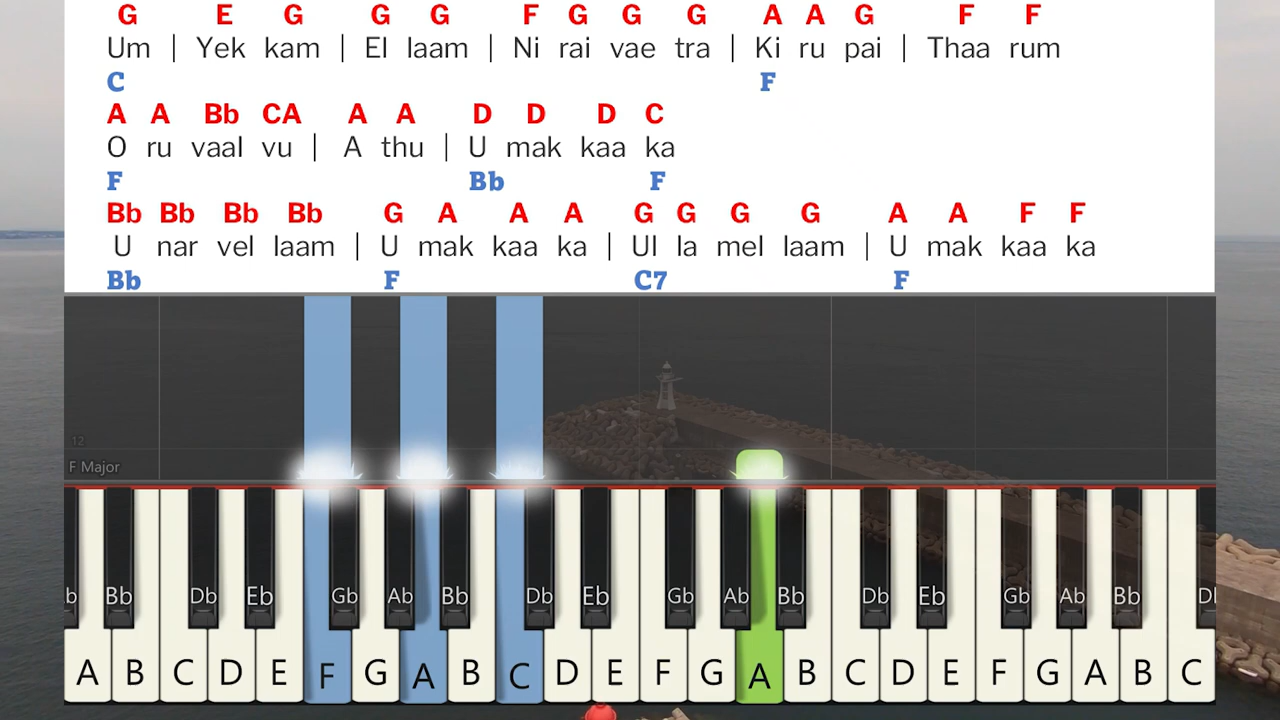 G E G G G F G G G A A G F F
Um | Yek kam | El laam | Ni rai vae tra | Ki ru pai | Thaa rum
C F
A A Bb CA A A D D D C
O ru vaal vu | A thu | U mak kaa ka
F Bb F
Bb Bb Bb Bb G A A A G G G G A A F F
U nar vel laam | U mak kaa ka | Ul la mel laam | U mak kaa ka
Bb F C7 F
12
F Major
b Bb Db Eb Gb Ab Bb Db Eb Gb Ab Bb Db Eb Gb Ab Bb D
A B C D E F G A B C D E F G A B C D E F G A B C